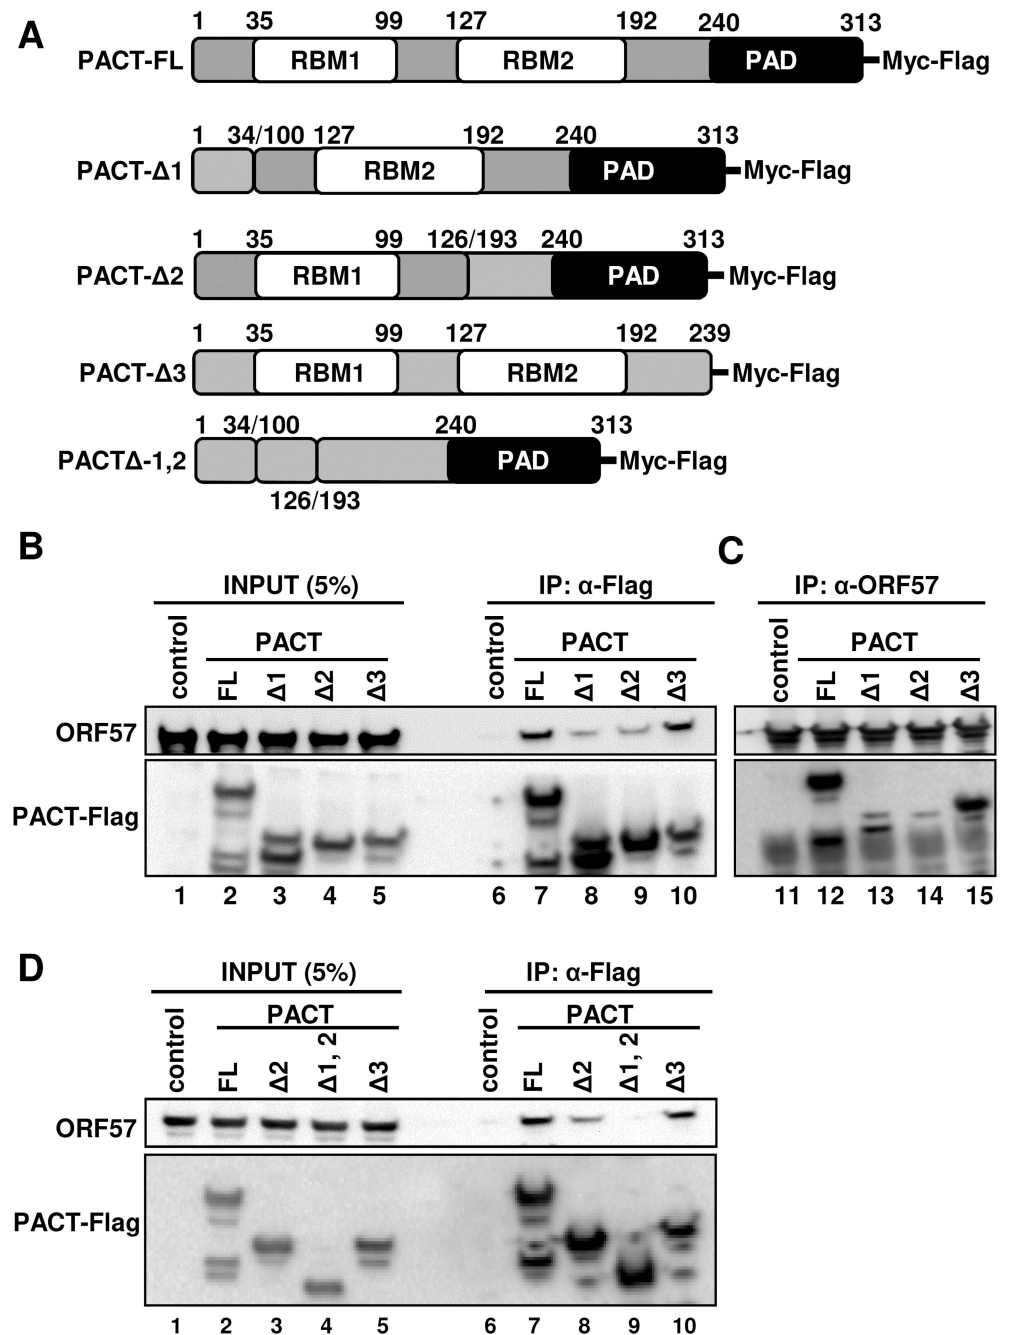 A
1 35 99 127 192 240 313
PACT-FL RBM1 RBM2 PAD Myc-Flag
1 34/100 127 192 240 313
PACT-Δ1 RBM2 PAD Myc-Flag
1 35 99 126/193 240 313
PACT-Δ2 RBM1 PAD Myc-Flag
1 35 99 127 192 239
PACT-Δ3 RBM1 RBM2 Myc-Flag
1 34/100 240 313
PACTΔ-1,2 PAD Myc-Flag
126/193
B
INPUT (5%) IP: α-Flag
PACT PACT
control FL Δ1 Δ2 Δ3 control FL Δ1 Δ2 Δ3
ORF57
PACT-Flag
1 2 3 4 5 6 7 8 9 10
C
IP: α-ORF57
PACT
control FL Δ1 Δ2 Δ3
11 12 13 14 15
D
INPUT (5%) IP: α-Flag
PACT PACT
control FL Δ2 Δ1, 2 Δ3 control FL Δ2 Δ1, 2 Δ3
ORF57
PACT-Flag
1 2 3 4 5 6 7 8 9 10